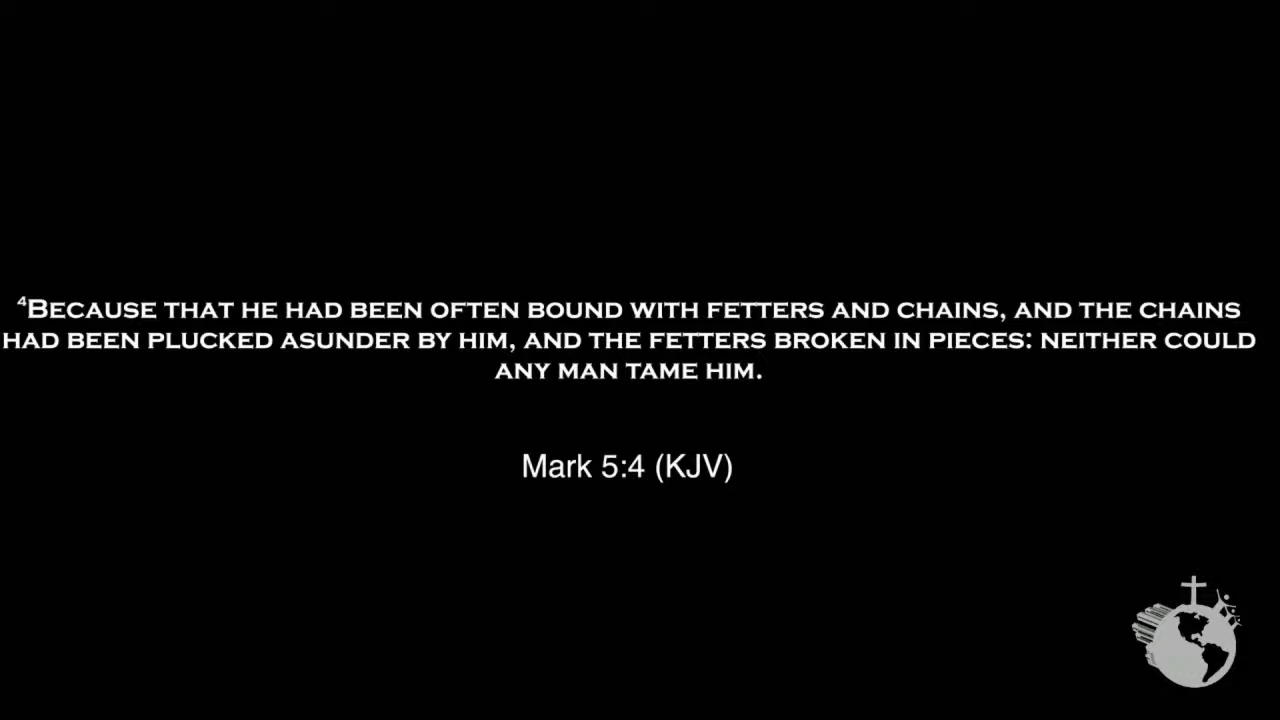 ⁴Because that he had been often bound with fetters and chains, and the chains
had been plucked asunder by him, and the fetters broken in pieces: neither could
any man tame him.
Mark 5:4 (KJV)